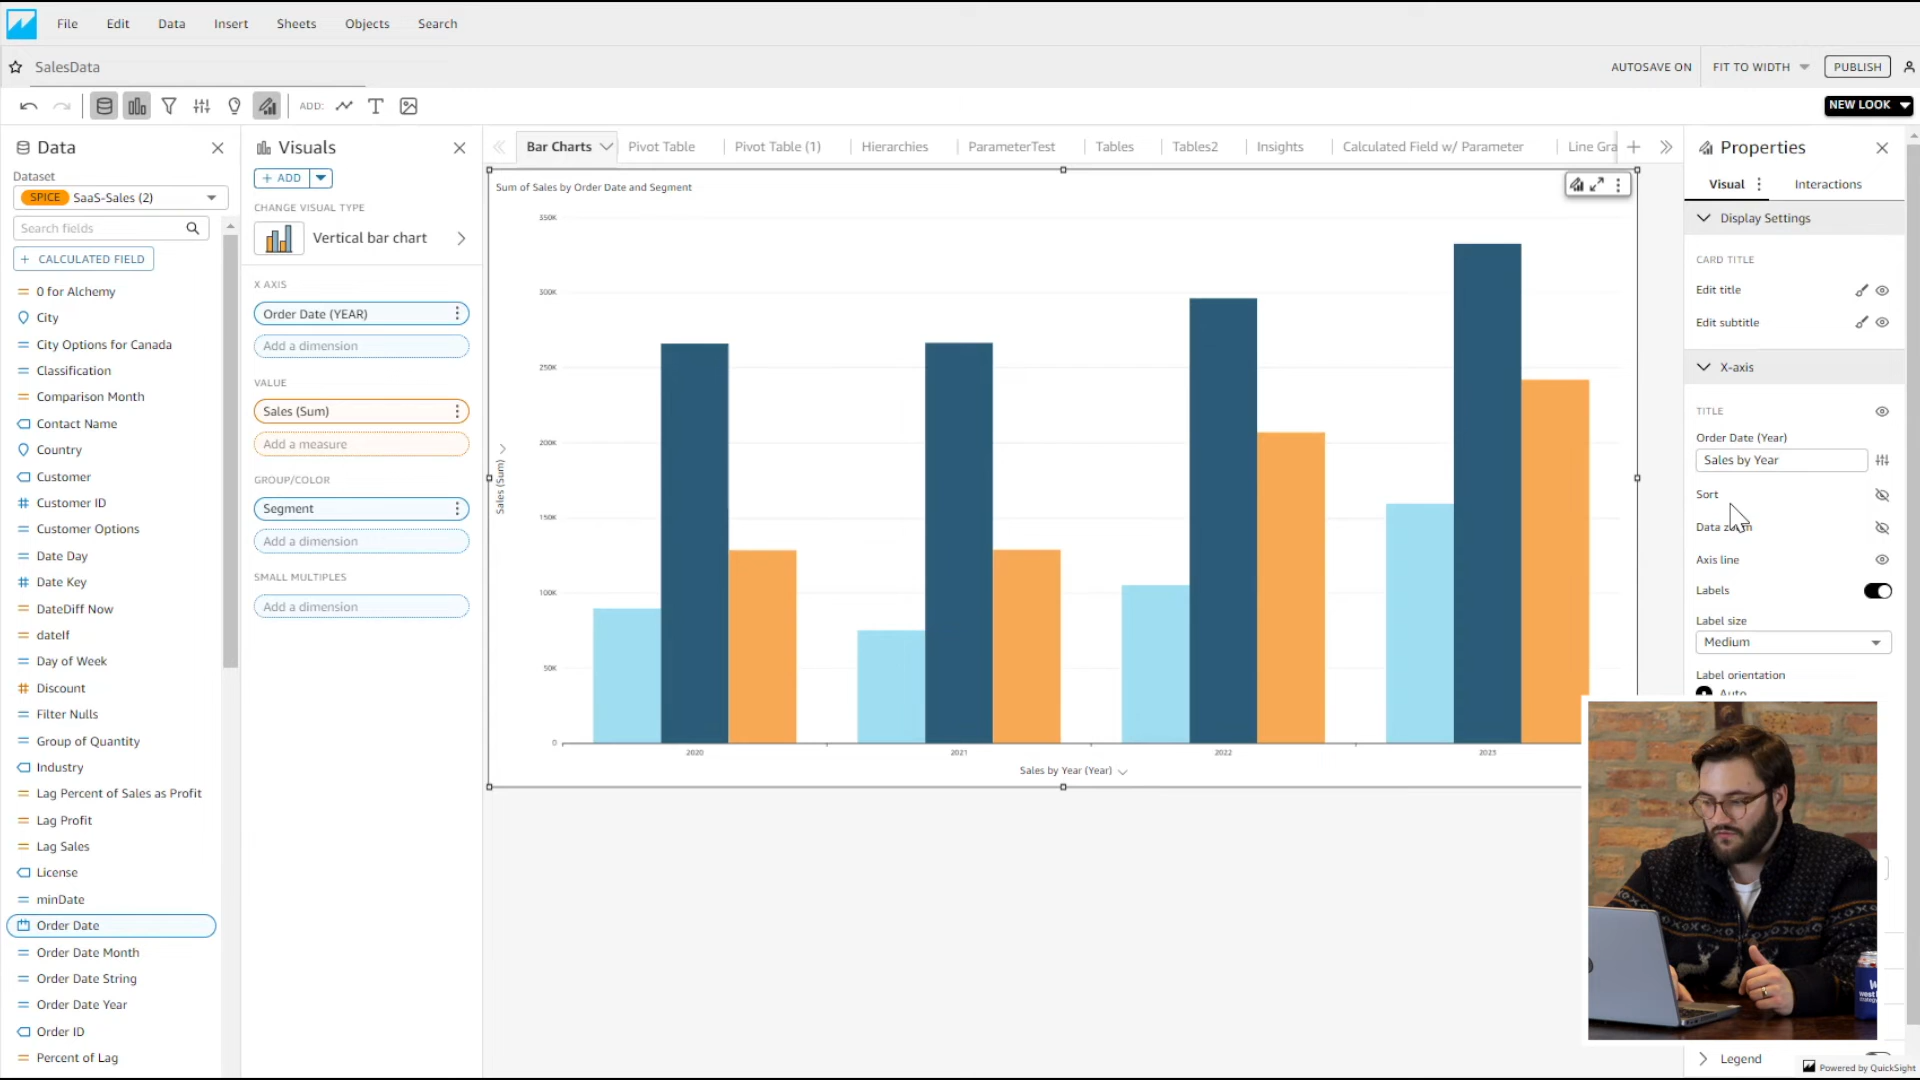 File Edit Data Insert Sheets Objects Search
SalesData
AUTOSAVE ON FIT TO WIDTH PUBLISH
ADD:
NEW LOOK
Data
Dataset
SPICE SaaS-Sales (2)
Search fields
+ CALCULATED FIELD
0 for Alchemy
City
City Options for Canada
Classification
Comparison Month
Contact Name
Country
Customer
Customer ID
Customer Options
Date Day
Date Key
DateDiff Now
dateIf
Day of Week
Discount
Filter Nulls
Group of Quantity
Industry
Lag Percent of Sales as Profit
Lag Profit
Lag Sales
License
minDate
Order Date
Order Date Month
Order Date String
Order Date Year
Order ID
Percent of Lag
Visuals
+ ADD
CHANGE VISUAL TYPE
Vertical bar chart
X AXIS
Order Date (YEAR)
Add a dimension
VALUE
Sales (Sum)
Add a measure
GROUP/COLOR
Segment
Add a dimension
SMALL MULTIPLES
Add a dimension
Bar Charts Pivot Table Pivot Table (1) Hierarchies ParameterTest Tables Tables2 Insights Calculated Field w/ Parameter Line Gra
Sum of Sales by Order Date and Segment
350K
300K
250K
200K
150K
100K
50K
0
Sales (Sum)
2020 2021 2022 2023
Sales by Year (Year)
Properties
Visual Interactions
Display Settings
CARD TITLE
Edit title
Edit subtitle
X-axis
TITLE
Order Date (Year)
Sales by Year
Sort
Data zoom
Axis line
Labels
Label size
Medium
Label orientation
Auto
Legend
Powered by QuickSight